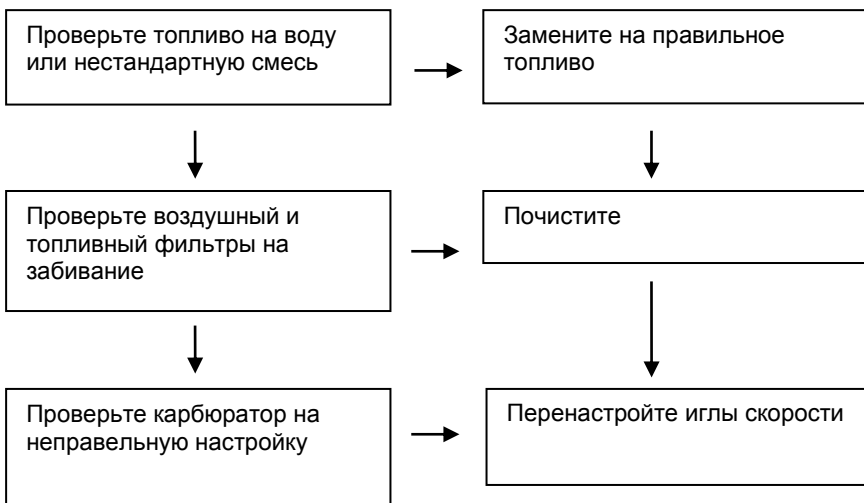 Проверьте топливо на воду
или нестандартную смесь
Замените на правильное
топливо
Проверьте воздушный и
топливный фильтры на
забивание
Почистите
Проверьте карбюратор на
неправельную настройку
Перенастройте иглы скорости